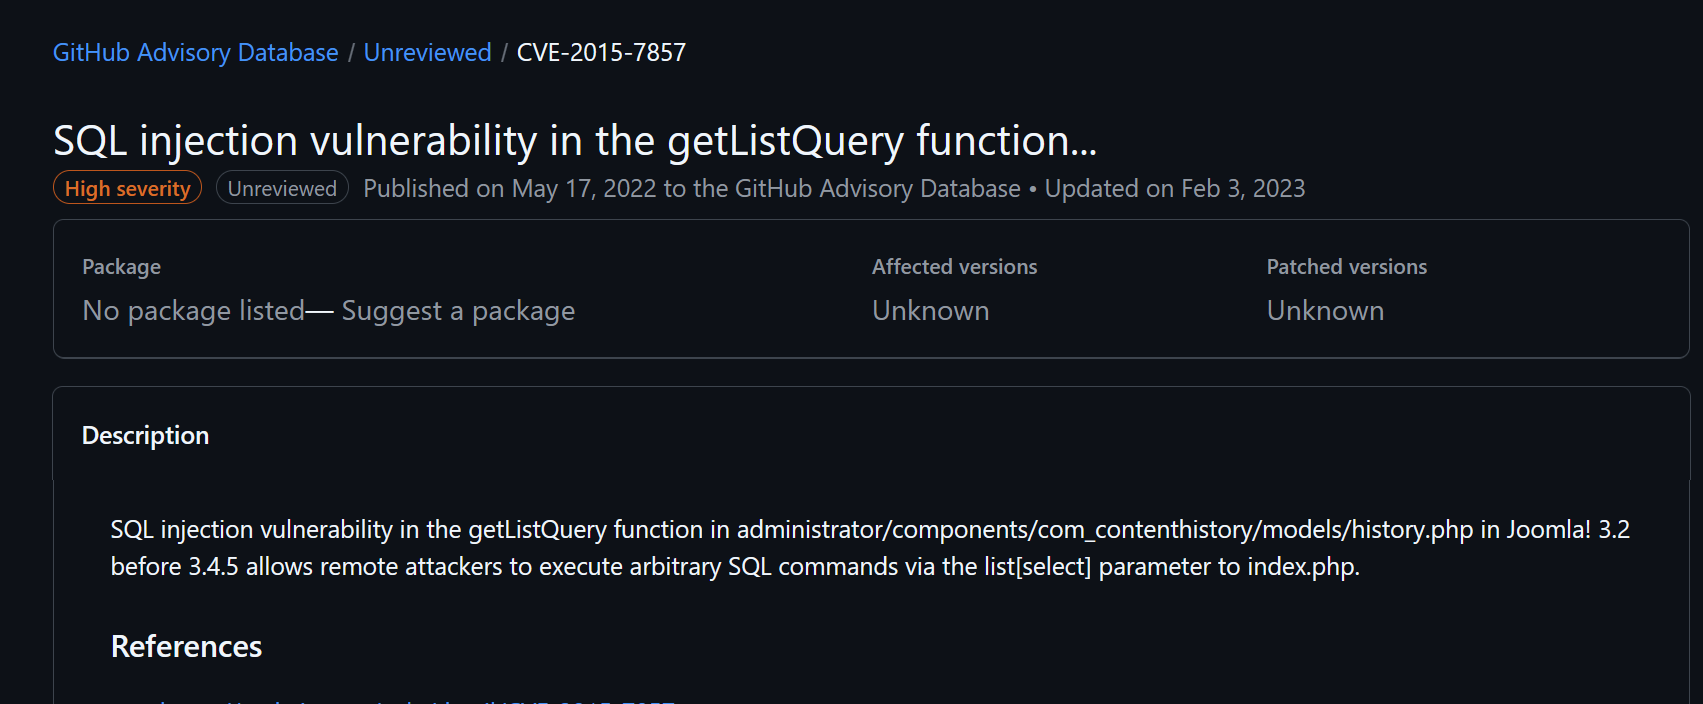 GitHub Advisory Database / Unreviewed / CVE-2015-7857
SQL injection vulnerability in the getListQuery function...
High severity Unreviewed Published on May 17, 2022 to the GitHub Advisory Database • Updated on Feb 3, 2023
Package Affected versions Patched versions
No package listed— Suggest a package Unknown Unknown
Description
SQL injection vulnerability in the getListQuery function in administrator/components/com_contenthistory/models/history.php in Joomla! 3.2
before 3.4.5 allows remote attackers to execute arbitrary SQL commands via the list[select] parameter to index.php.
References